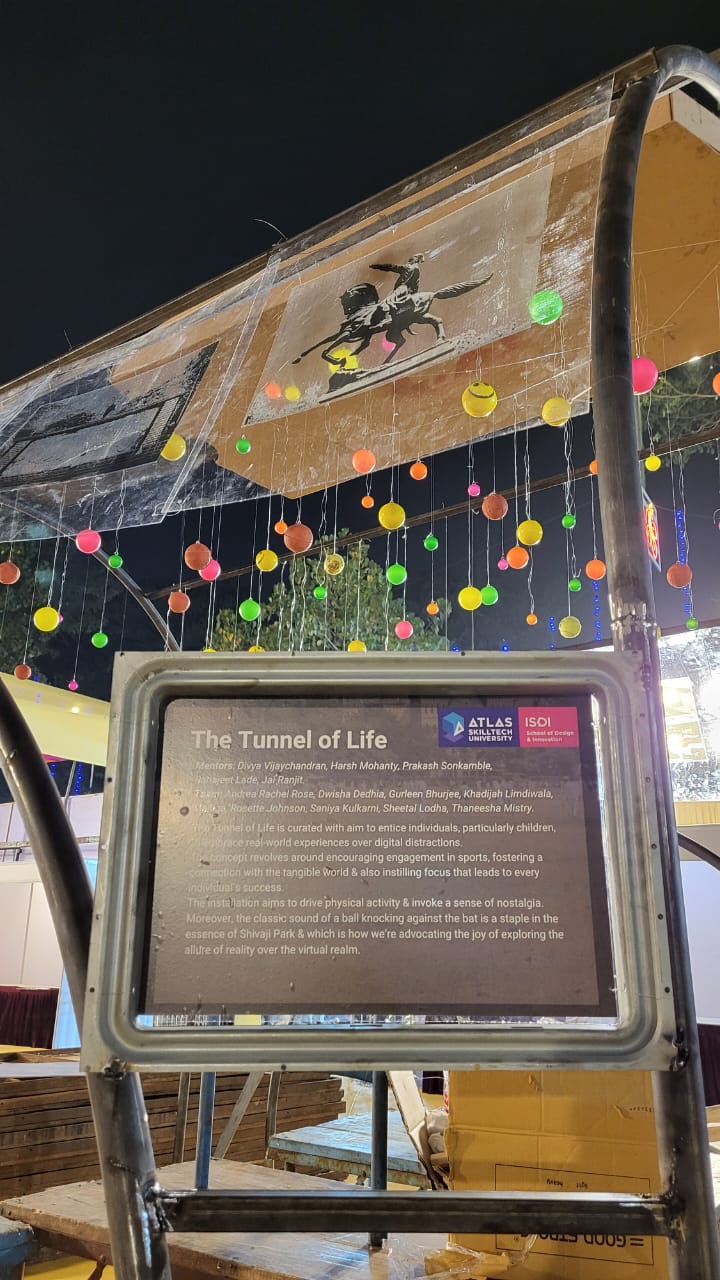 The Tunnel of Life
ATLAS
SKILLTECH
UNIVERSITY
ISDI
School of Design
& Innovation
Mentors: Divya Vijaychandran, Harsh Mohanty, Prakash Sonkamble,
Lade, Jai Ranjit,
Team: Andrea Rachel Rose, Dwisha Dedhia, Gurleen Bhurjee, Khadijah Limdiwala,
Rosette Johnson, Saniya Kulkarni, Sheetal Lodha, Thaneesha Mistry.
The Tunnel of Life is curated with aim to entice individuals, particularly children,
embrace real-world experiences over digital distractions.
The concept revolves around encouraging engagement in sports, fostering a
connection with the tangible world & also instilling focus that leads to every
individual's success.
The installation aims to drive physical activity & invoke a sense of nostalgia.
Moreover, the classic sound of a ball knocking against the bat is a staple in the
essence of Shivaji Park & which is how we're advocating the joy of exploring the
allure of reality over the virtual realm.
GOOD